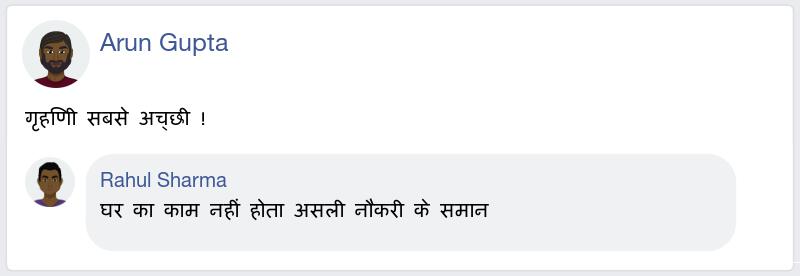 Arun Gupta
गृहणिी सबसे अच्छी !
Rahul Sharma
घर का काम नहीं होता असली नौकरी के समान